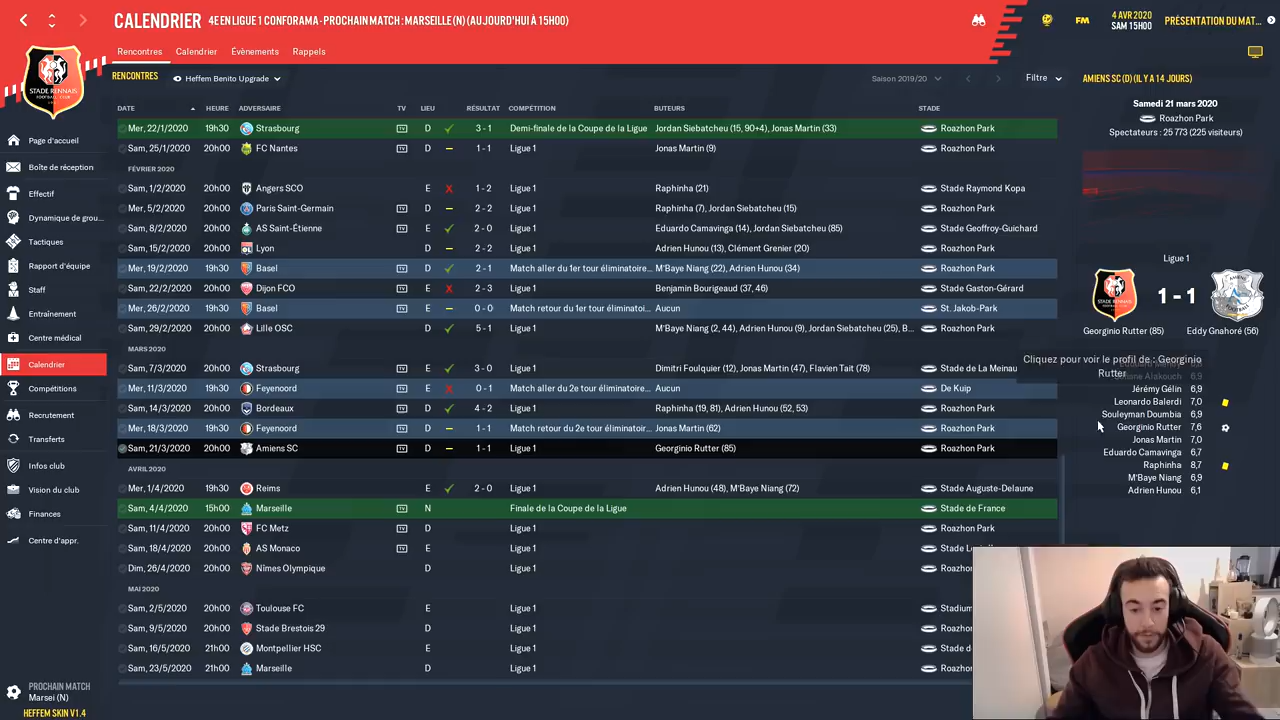 CALENDRIER 4E EN LIGUE 1 CONFORAMA - PROCHAIN MATCH : MARSEILLE (N) (AUJOURD'HUI À 15H00)
FM 4 AVR 2020 SAM 15H00 PRÉSENTATION DU MAT...
Rencontres Calendrier Évènements Rappels
RENCONTRES Heffem Benito Upgrade Saison 2019/20 Filtre
DATE HEURE ADVERSAIRE TV LIEU RÉSULTAT COMPÉTITION BUTEURS STADE
Mer, 22/1/2020 19h30 Strasbourg TV D 3 - 1 Demi-finale de la Coupe de la Ligue Jordan Siebatcheu (15, 90+4), Jonas Martin (33) Roazhon Park
Sam, 25/1/2020 20h00 FC Nantes TV D 1 - 1 Ligue 1 Jonas Martin (9) Roazhon Park
FÉVRIER 2020
Sam, 1/2/2020 20h00 Angers SCO TV E X 1 - 2 Ligue 1 Raphinha (21) Stade Raymond Kopa
Mer, 5/2/2020 20h00 Paris Saint-Germain TV D 2 - 2 Ligue 1 Raphinha (7), Jordan Siebatcheu (15) Roazhon Park
Sam, 8/2/2020 20h00 AS Saint-Étienne TV E 2 - 0 Ligue 1 Eduardo Camavinga (14), Jordan Siebatcheu (85) Stade Geoffroy-Guichard
Sam, 15/2/2020 20h00 Lyon D 2 - 2 Ligue 1 Adrien Hunou (13), Clément Grenier (20) Roazhon Park
Mer, 19/2/2020 19h30 Basel TV D 2 - 1 Match aller du 1er tour éliminatoire... M'Baye Niang (22), Adrien Hunou (34) Roazhon Park
Sam, 22/2/2020 20h00 Dijon FCO TV E X 2 - 3 Ligue 1 Benjamin Bourigeaud (37, 46) Stade Gaston-Gérard
Mer, 26/2/2020 19h30 Basel TV E 0 - 0 Match retour du 1er tour éliminatoi... Aucun St. Jakob-Park
Sam, 29/2/2020 20h00 Lille OSC TV D 5 - 1 Ligue 1 M'Baye Niang (2, 44), Adrien Hunou (9), Jordan Siebatcheu (25), B... Roazhon Park
MARS 2020
Sam, 7/3/2020 20h00 Strasbourg TV E 3 - 0 Ligue 1 Dimitri Foulquier (12), Jonas Martin (47), Flavien Tait (78) Stade de La Meinau
Mer, 11/3/2020 19h30 Feyenoord TV E X 0 - 1 Match aller du 2e tour éliminatoire... Aucun De Kuip
Sam, 14/3/2020 20h00 Bordeaux TV D 4 - 2 Ligue 1 Raphinha (19, 81), Adrien Hunou (52, 53) Roazhon Park
Mer, 18/3/2020 19h30 Feyenoord TV D 1 - 1 Match retour du 2e tour éliminatoir... Jonas Martin (62) Roazhon Park
Sam, 21/3/2020 20h00 Amiens SC TV D 1 - 1 Ligue 1 Georginio Rutter (85) Roazhon Park
AVRIL 2020
Mer, 1/4/2020 19h30 Reims E 2 - 0 Ligue 1 Adrien Hunou (48), M'Baye Niang (72) Stade Auguste-Delaune
Sam, 4/4/2020 15h00 Marseille TV N Finale de la Coupe de la Ligue Stade de France
Sam, 11/4/2020 20h00 FC Metz TV D Ligue 1 Roazhon Park
Sam, 18/4/2020 20h00 AS Monaco TV E Ligue 1 Stade
Dim, 26/4/2020 20h00 Nîmes Olympique D Ligue 1 Roazhon
MAI 2020
Sam, 2/5/2020 20h00 Toulouse FC E Ligue 1 Stadium
Sam, 9/5/2020 20h00 Stade Brestois 29 D Ligue 1 Roazhon
Sam, 16/5/2020 21h00 Montpellier HSC E Ligue 1 Stade d
Sam, 23/5/2020 21h00 Marseille D Ligue 1 Roazhon
STADE RENNAIS
FOOTBALL CLUB
Page d'accueil
Boîte de réception
Effectif
Dynamique de grou...
Tactiques
Rapport d'équipe
Staff
Entraînement
Centre médical
Calendrier
Compétitions
Recrutement
Transferts
Infos club
Vision du club
Finances
Centre d'appr.
PROCHAIN MATCH
Marsei (N)
HEFFEM SKIN V1.4
AMIENS SC (D) (IL Y A 14 JOURS)
Samedi 21 mars 2020
Roazhon Park
Spectateurs : 25 773 (225 visiteurs)
Ligue 1
1 - 1
Georginio Rutter (85) Eddy Gnahoré (56)
Cliquez pour voir le profil de : Georginio
Rutter
Jérémy Gélin 6,9
Leonardo Balerdi 7,0
Souleyman Doumbia 6,9
Georginio Rutter 7,6
Jonas Martin 7,0
Eduardo Camavinga 6,7
Raphinha 8,7
M'Baye Niang 6,9
Adrien Hunou 6,1